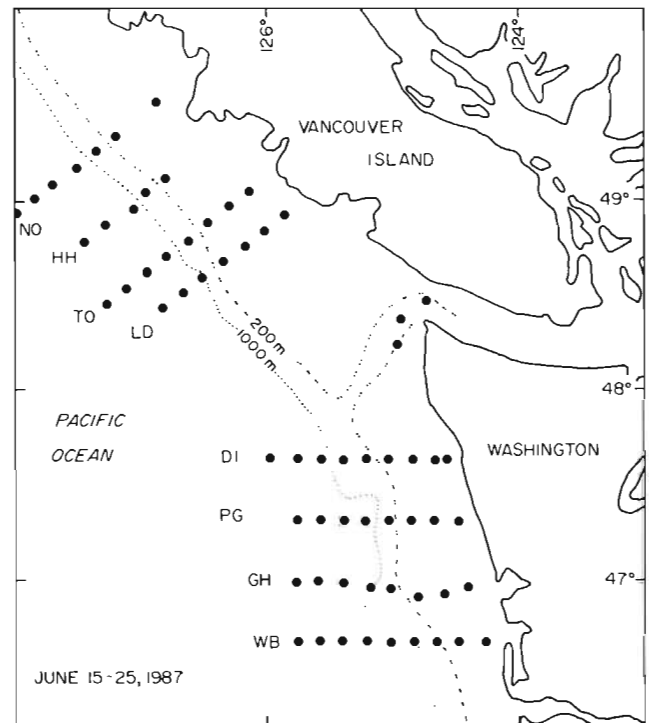 126°
124°
VANCOUVER
ISLAND
49°
NO
HH
TO
LD
200m
1000m
48°
PACIFIC
OCEAN
DI
WASHINGTON
PG
GH
47°
WB
JUNE 15-25, 1987